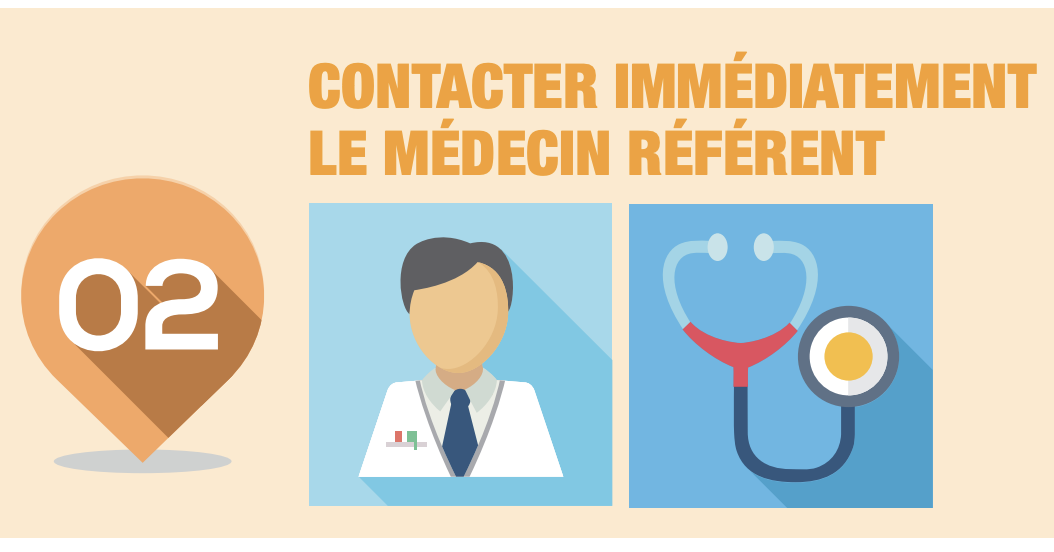 CONTACTER IMMÉDIATEMENT
LE MÉDECIN RÉFÉRENT
02